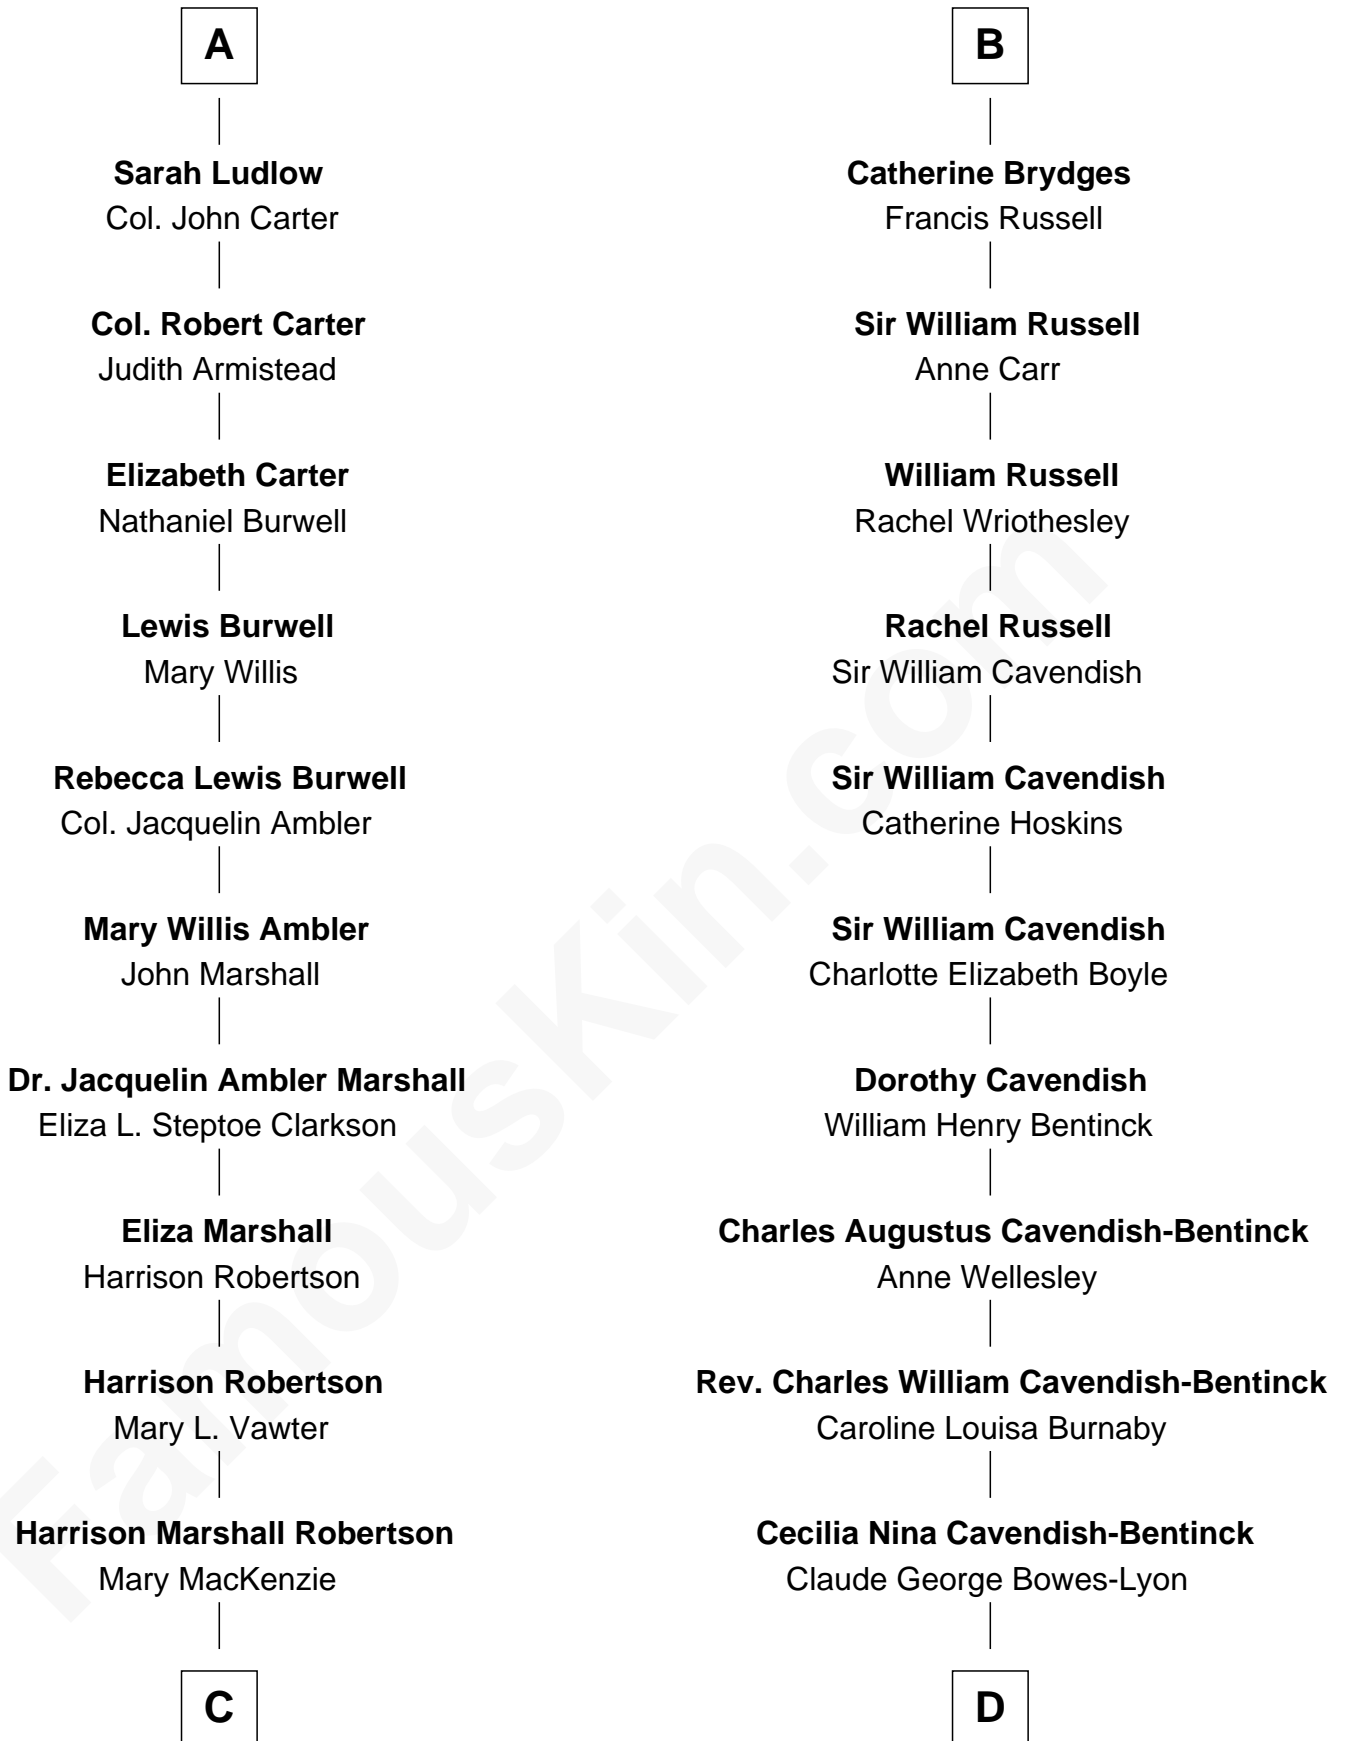 A
Sarah Ludlow
Col. John Carter
Col. Robert Carter
Judith Armistead
Elizabeth Carter
Nathaniel Burwell
Lewis Burwell
Mary Willis
Rebecca Lewis Burwell
Col. Jacquelin Ambler
Mary Willis Ambler
John Marshall
Dr. Jacquelin Ambler Marshall
Eliza L. Steptoe Clarkson
Eliza Marshall
Harrison Robertson
Harrison Robertson
Mary L. Vawter
Harrison Marshall Robertson
Mary MacKenzie
C
B
Catherine Brydges
Francis Russell
Sir William Russell
Anne Carr
William Russell
Rachel Wriothesley
Rachel Russell
Sir William Cavendish
Sir William Cavendish
Catherine Hoskins
Sir William Cavendish
Charlotte Elizabeth Boyle
Dorothy Cavendish
William Henry Bentinck
Charles Augustus Cavendish-Bentinck
Anne Wellesley
Rev. Charles William Cavendish-Bentinck
Caroline Louisa Burnaby
Cecilia Nina Cavendish-Bentinck
Claude George Bowes-Lyon
D
FamousKin.com